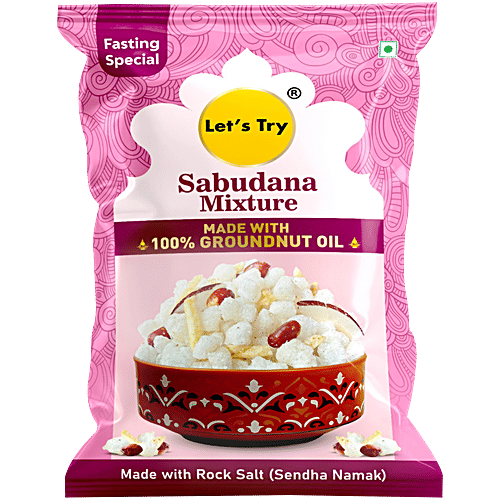 Fasting
Special
®
Let's Try
Sabudana
Mixture
MADE WITH
100% GROUNDNUT OIL
Made with Rock Salt (Sendha Namak)